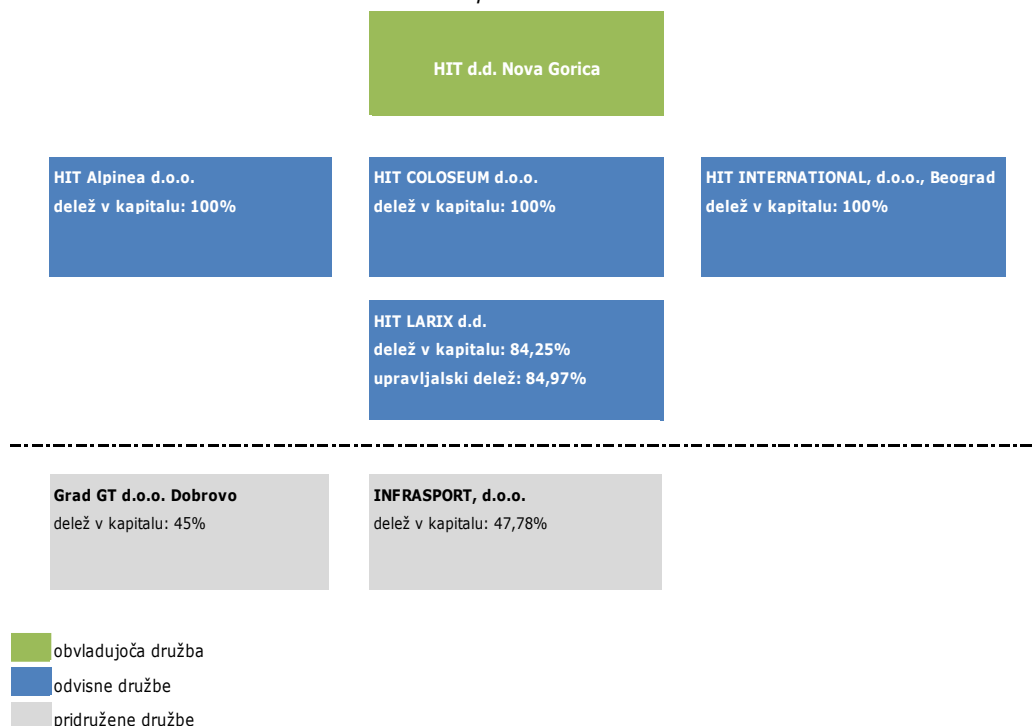 HIT d.d. Nova Gorica
HIT Alpinea d.o.o.
delež v kapitalu: 100%
HIT COLOSEUM d.o.o.
delež v kapitalu: 100%
HIT INTERNATIONAL, d.o.o., Beograd
delež v kapitalu: 100%
HIT LARIX d.d.
delež v kapitalu: 84,25%
upravljalski delež: 84,97%
Grad GT d.o.o. Dobrovo
delež v kapitalu: 45%
INFRASPORT, d.o.o.
delež v kapitalu: 47,78%
obvladujoča družba
odvisne družbe
pridružene družbe